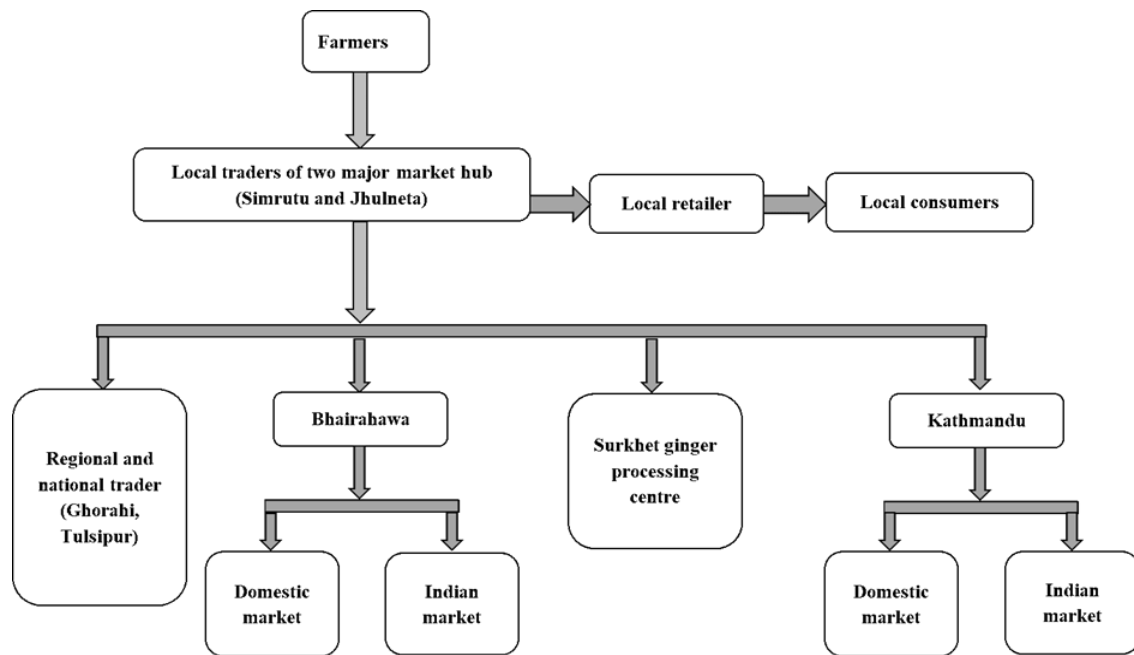 Farmers
Local traders of two major market hub
(Simrutu and Jhulneta)
Local retailer
Local consumers
Regional and
national trader
(Ghorahi,
Tulsipur)
Bhairahawa
Surkhet ginger
processing
centre
Kathmandu
Domestic
market
Indian
market
Domestic
market
Indian
market